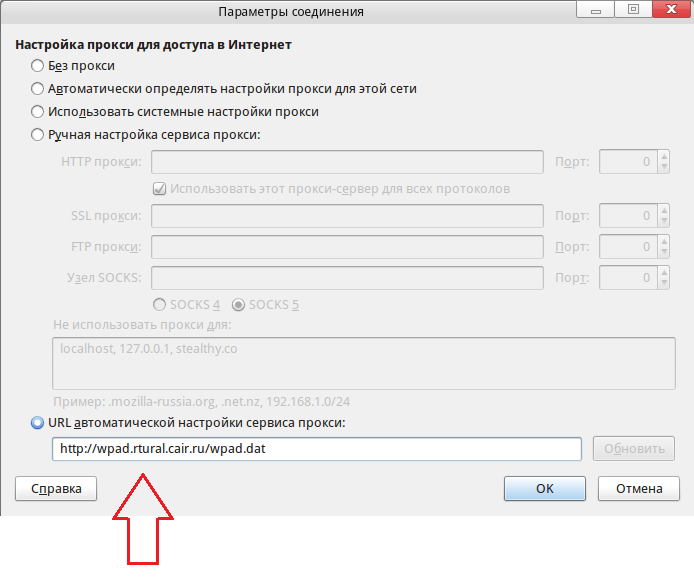 Параметры соединения
Настройка прокси для доступа в Интернет
Без прокси
Автоматически определять настройки прокси для этой сети
Использовать системные настройки прокси
Ручная настройка сервиса прокси:
HTTP прокси: Порт: 0
Использовать этот прокси-сервер для всех протоколов
SSL прокси: Порт: 0
FTP прокси: Порт: 0
Узел SOCKS: Порт: 0
SOCKS 4 SOCKS 5
Не использовать прокси для:
localhost, 127.0.0.1, stealthy.co
Пример: .mozilla-russia.org, .net.nz, 192.168.1.0/24
URL автоматической настройки сервиса прокси:
http://wpad.rtural.cair.ru/wpad.dat Обновить
Справка OK Отмена